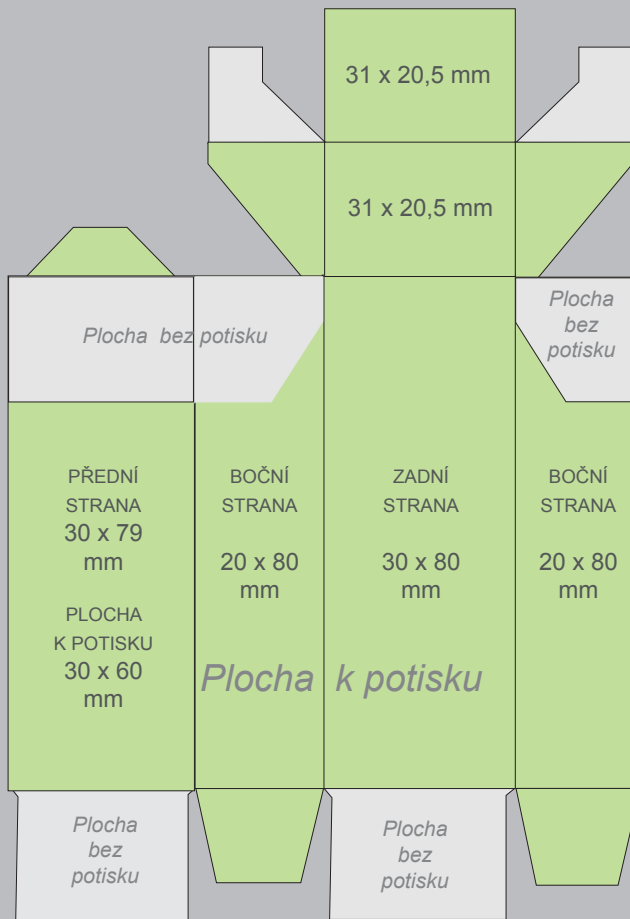 31 x 20,5 mm
31 x 20,5 mm
Plocha bez potisku
Plocha
bez
potisku
PŘEDNÍ
STRANA
30 x 79
mm
PLOCHA
K POTISKU
30 x 60
mm
BOČNÍ
STRANA
20 x 80
mm
ZADNÍ
STRANA
30 x 80
mm
BOČNÍ
STRANA
20 x 80
mm
Plocha k potisku
Plocha
bez
potisku
Plocha
bez
potisku